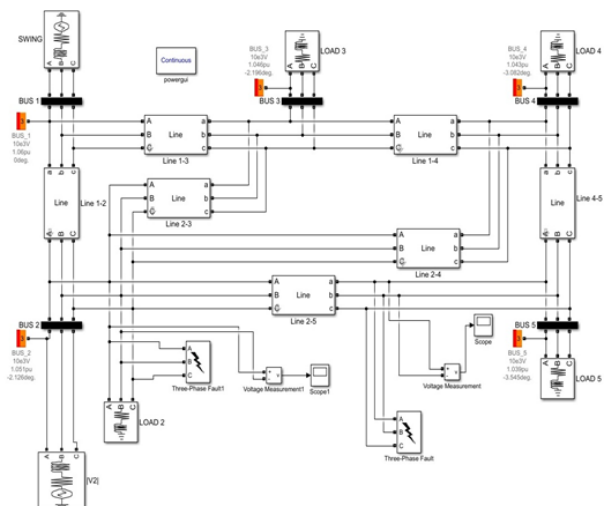 SWING
A B C
BUS 1
BUS_1
10e3V
1.06pu
0deg.
Continuous
powergui
LOAD 3
BUS_3
10e3V
1.046pu
-2.196deg.
A B C
BUS 3
LOAD 4
BUS_4
10e3V
1.043pu
A B C
BUS 4
A
B
C
Line
a
b
c
Line 1-3
A
B
C
Line
a
b
c
Line 1-4
A B C
Line
A B C
Line 1-2
A
B
C
Line
a
b
c
Line 2-3
A
B
C
Line
a
b
c
Line 2-4
a b c
Line
A B C
Line 4-5
A
B
C
Line
a
b
c
Line 2-5
BUS 2
BUS_2
10e3V
1.051pu
-2.126deg.
A
B
C
Three-Phase Fault1
Voltage Measurement1
Scope1
A B C
LOAD 2
Scope
Voltage Measurement
A
B
C
Three-Phase Fault
BUS 5
BUS_5
10e3V
1.039pu
-3.545deg.
A B C
LOAD 5
A B C
|V2|